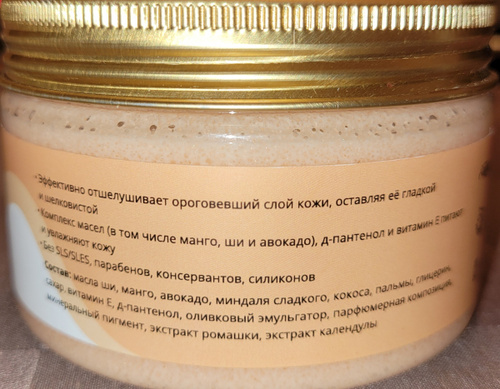 - Эффективно отшелушивает ороговевший слой кожи, оставляя её гладкой
и шелковистой
- Комплекс масел (в том числе манго, ши и авокадо), д-пантенол и витамин Е питают
и увлажняют кожу
- Без SLS/SLES, парабенов, консервантов, силиконов
Состав: масла ши, манго, авокадо, миндаля сладкого, кокоса, пальмы, глицерин,
сахар, витамин Е, д-пантенол, оливковый эмульгатор, парфюмерная композиция,
минеральный пигмент, экстракт ромашки, экстракт календулы